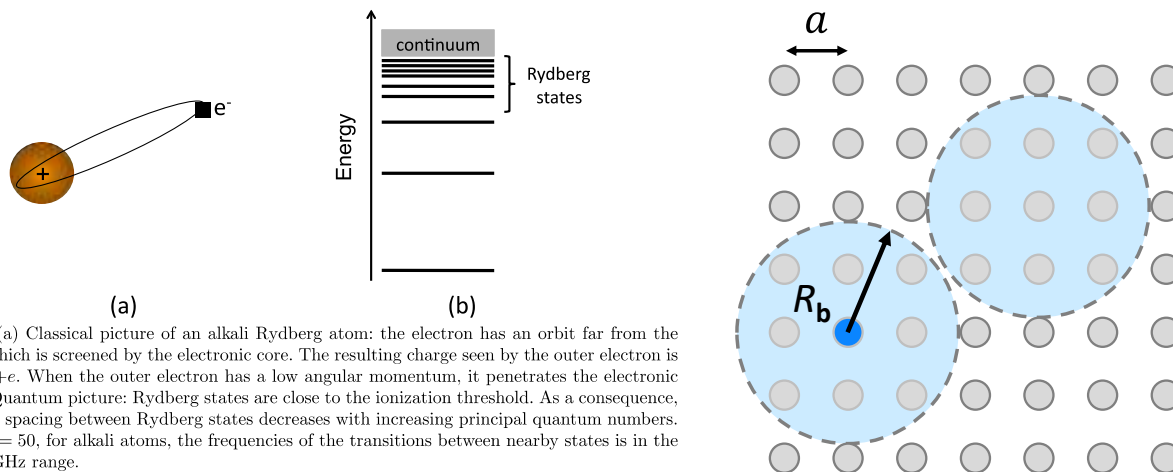 e-
+
Energy
continuum
Rydberg
states
(a)
(b)
(a) Classical picture of an alkali Rydberg atom: the electron has an orbit far from the
hich is screened by the electronic core. The resulting charge seen by the outer electron is
+e. When the outer electron has a low angular momentum, it penetrates the electronic
Quantum picture: Rydberg states are close to the ionization threshold. As a consequence,
spacing between Rydberg states decreases with increasing principal quantum numbers.
= 50, for alkali atoms, the frequencies of the transitions between nearby states is in the
GHz range.
a
Rb